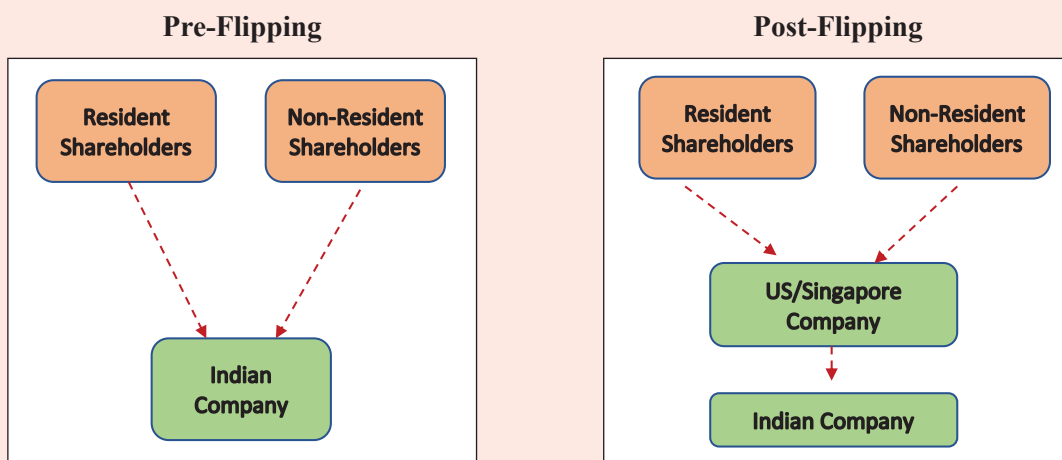 Pre-Flipping
Resident
Shareholders
Non-Resident
Shareholders
Indian
Company
Post-Flipping
Resident
Shareholders
Non-Resident
Shareholders
US/Singapore
Company
Indian Company